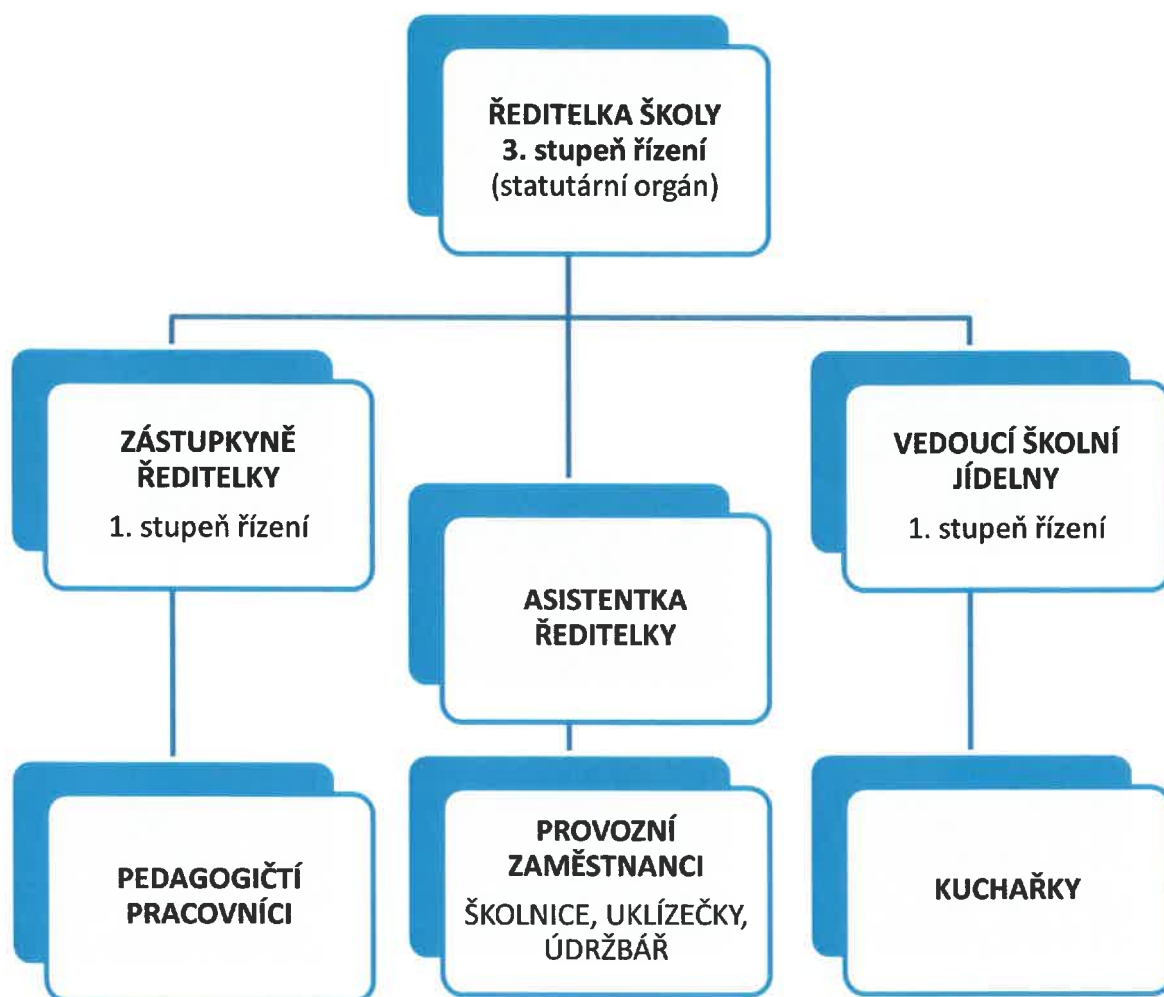 ŘEDITELKA ŠKOLY
3. stupeň řízení
(statutární orgán)
ZÁSTUPKYNĚ
ŘEDITELKY
1. stupeň řízení
ASISTENTKA
ŘEDITELKY
VEDOUCÍ ŠKOLNÍ
JÍDELNY
1. stupeň řízení
PEDAGOGIČTÍ
PRACOVNÍCI
PROVOZNÍ
ZAMĚSTNANCI
ŠKOLNICE, UKLÍZEČKY,
ÚDRŽBÁŘ
KUCHAŘKY